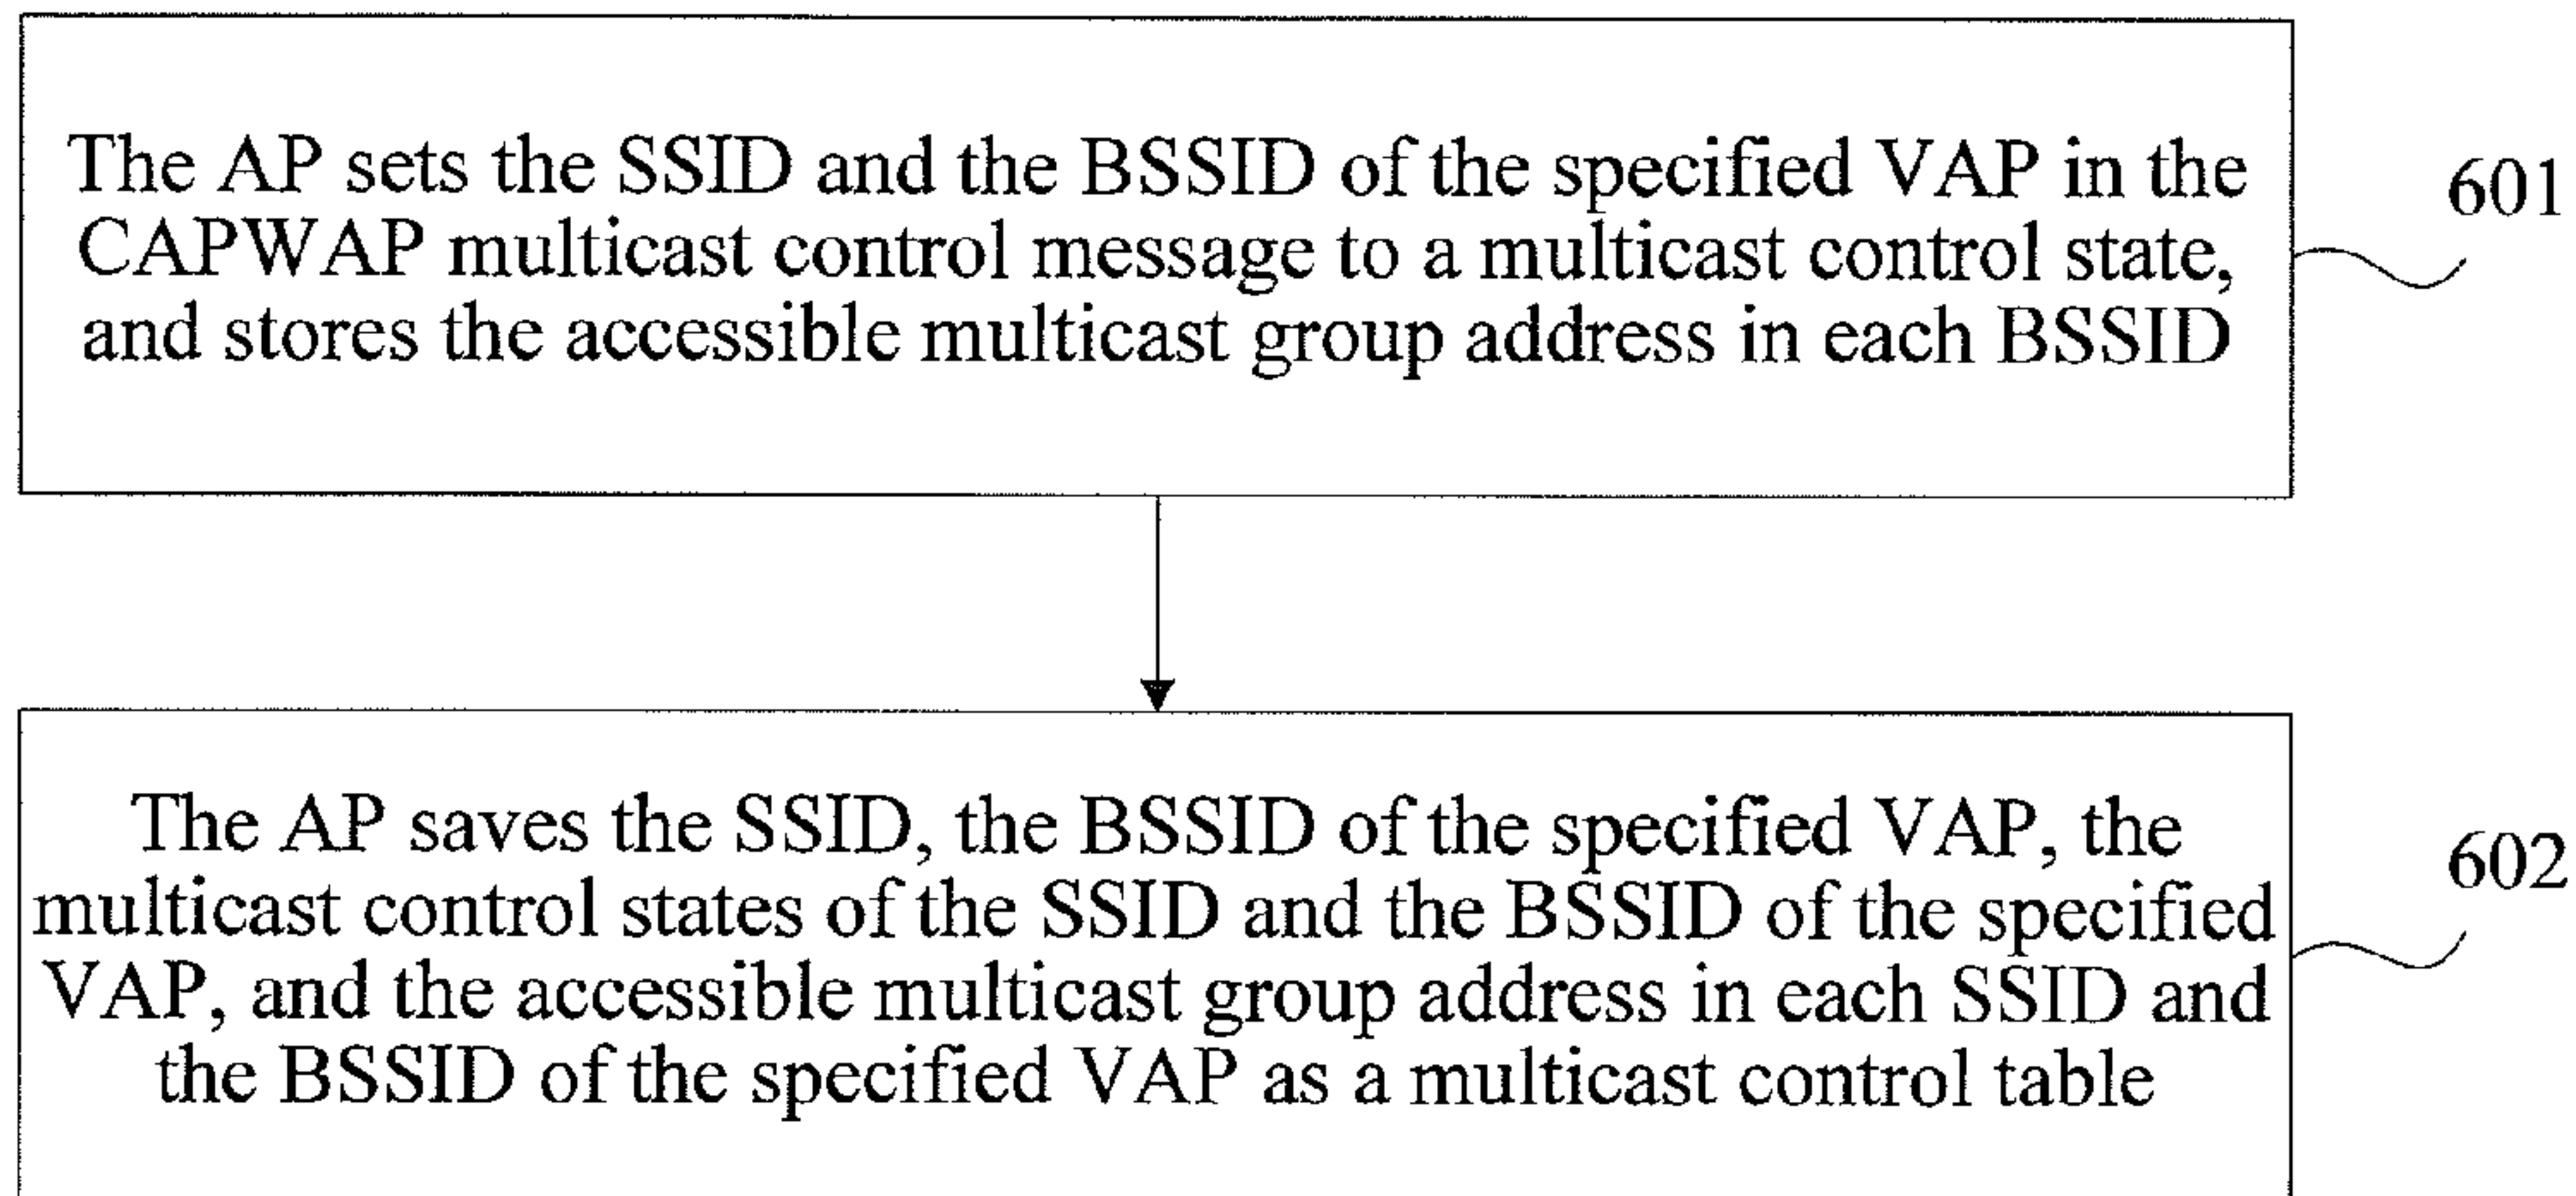 The AP sets the SSID and the BSSID of the specified VAP in the
CAPWAP multicast control message to a multicast control state,
and stores the accessible multicast group address in each BSSID
601
The AP saves the SSID, the BSSID of the specified VAP, the
multicast control states of the SSID and the BSSID of the specified
VAP, and the accessible multicast group address in each SSID and
the BSSID of the specified VAP as a multicast control table
602